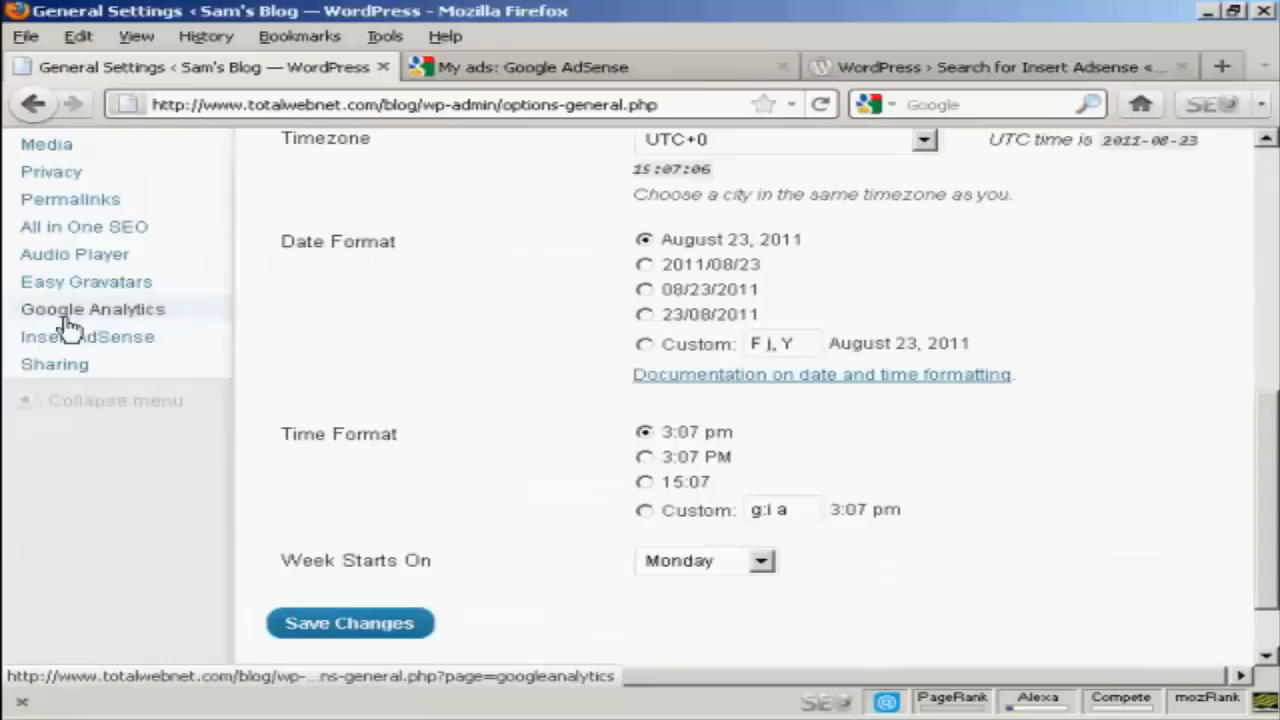 General Settings ‹ Sam's Blog — WordPress - Mozilla Firefox
File Edit View History Bookmarks Tools Help
General Settings ‹ Sam's Blog — WordPress × My ads: Google AdSense × WordPress › Search for Insert Adsense «... × +
http://www.totalwebnet.com/blog/wp-admin/options-general.php Google SEO
Media
Timezone UTC+0 UTC time is 2011-08-23
15:07:06
Privacy
Choose a city in the same timezone as you.
Permalinks
All in One SEO
Date Format August 23, 2011
Audio Player 2011/08/23
Easy Gravatars 08/23/2011
Google Analytics 23/08/2011
Insert AdSense Custom: F j, Y August 23, 2011
Sharing Documentation on date and time formatting.
Collapse menu
Time Format 3:07 pm
3:07 PM
15:07
Custom: g:i a 3:07 pm
Week Starts On Monday
Save Changes
http://www.totalwebnet.com/blog/wp-...ns-general.php?page=googleanalytics
× SEO PageRank Alexa Compete mozRank